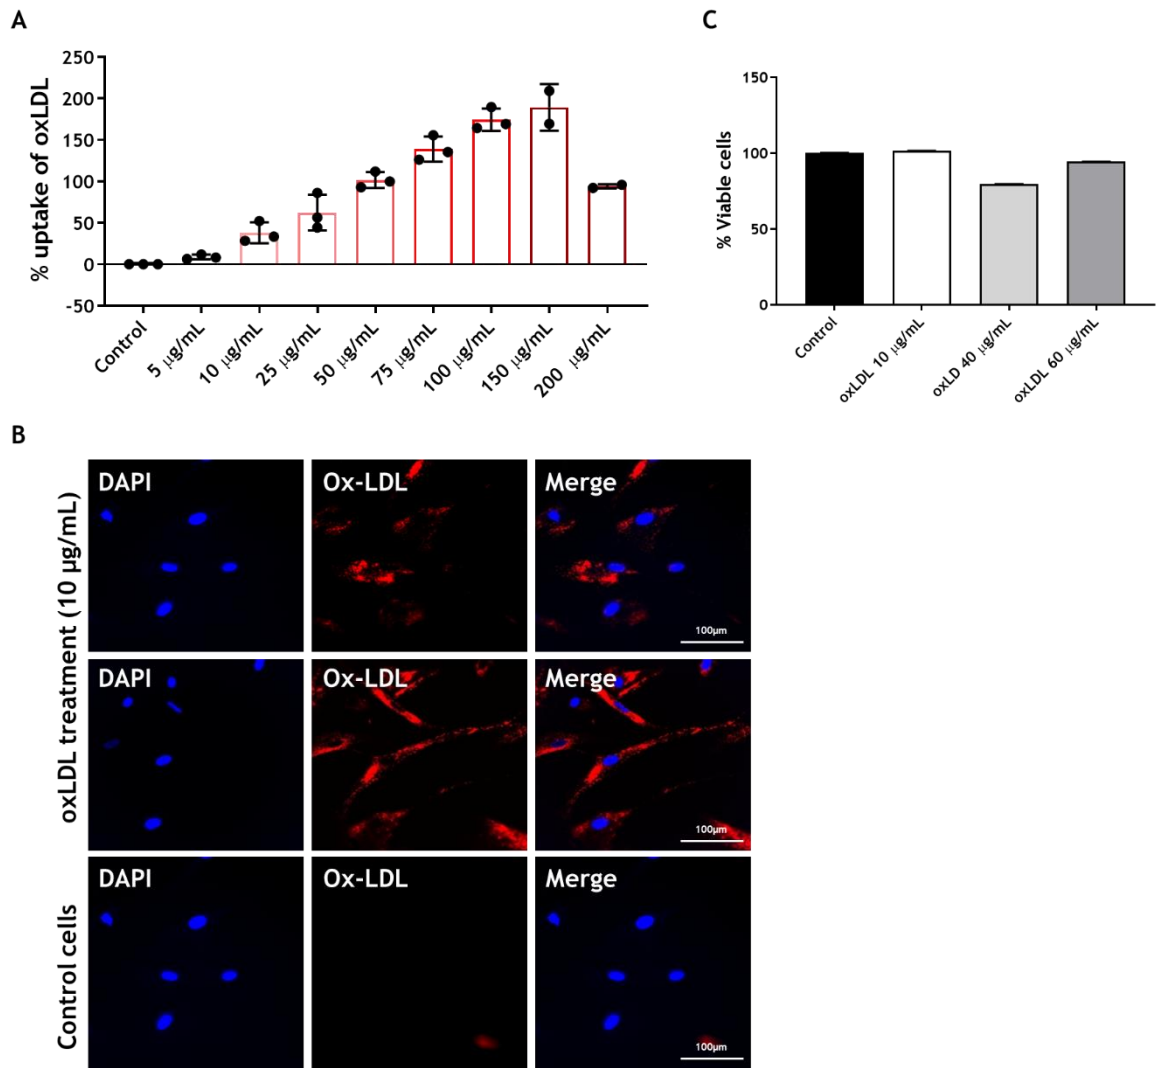 A
% uptake of oxLDL
250
200
150
100
50
0
-50
Control
5 µg/mL
10 µg/mL
25 µg/mL
50 µg/mL
75 µg/mL
100 µg/mL
150 µg/mL
200 µg/mL
C
% Viable cells
150
100
50
0
Control
oxLDL 10 µg/mL
oxLD 40 µg/mL
oxLDL 60 µg/mL
B
oxLDL treatment (10 µg/mL)
DAPI
Ox-LDL
Merge
100µm
DAPI
Ox-LDL
Merge
100µm
Control cells
DAPI
Ox-LDL
Merge
100µm